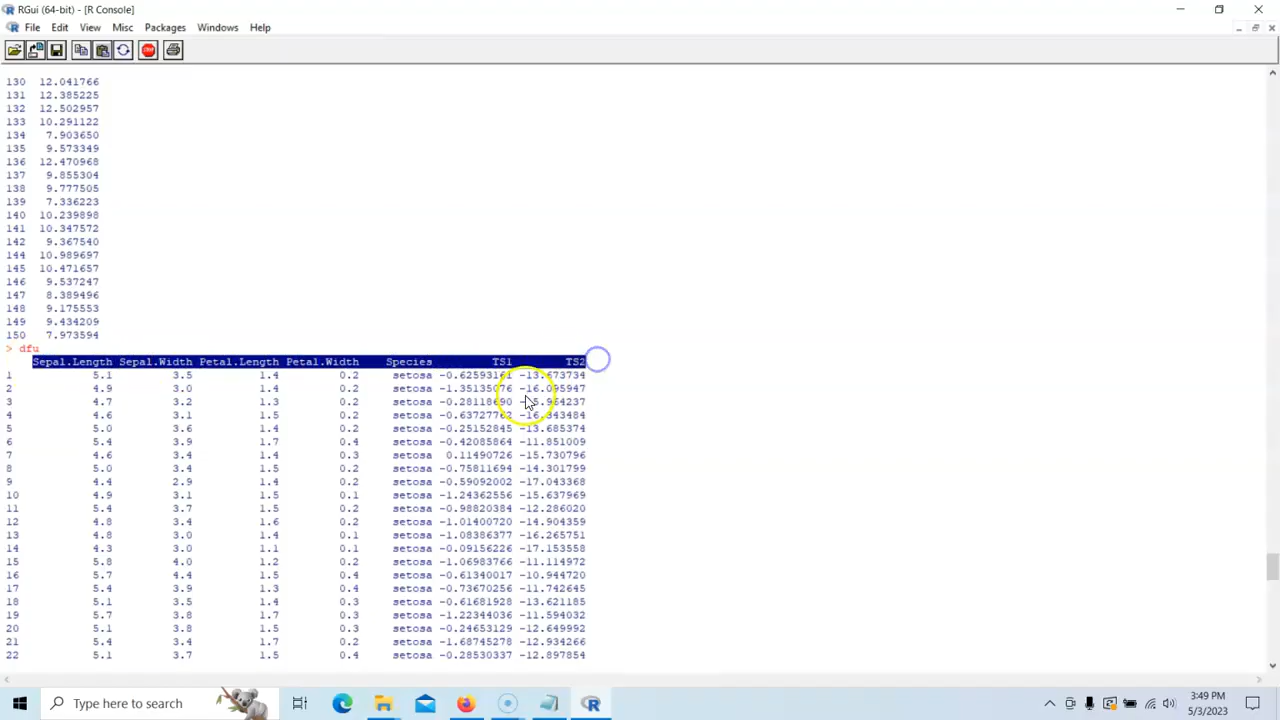 RGui (64-bit) - [R Console]
File Edit View Misc Packages Windows Help
STOP
130 12.041766
131 12.385225
132 12.502957
133 10.291122
134 7.903650
135 9.573349
136 12.470968
137 9.855304
138 9.777505
139 7.336223
140 10.239898
141 10.347572
142 9.367540
144 10.989697
145 10.471657
146 9.537247
147 8.389496
148 9.175553
149 9.434209
150 7.973594
> dfu
Sepal.Length Sepal.Width Petal.Length Petal.Width Species TS1 TS2
1 5.1 3.5 1.4 0.2 setosa -0.62593161 -13.673734
2 4.9 3.0 1.4 0.2 setosa -1.35135076 -16.095947
3 4.7 3.2 1.3 0.2 setosa -0.28118690
4 4.6 3.1 1.5 0.2 setosa -0.63727762 -16.343484
5 5.0 3.6 1.4 0.2 setosa -0.25152845 -13.685374
6 5.4 3.9 1.7 0.4 setosa -0.42085864 -11.851009
7 4.6 3.4 1.4 0.3 setosa 0.11490726 -15.730796
8 5.0 3.4 1.5 0.2 setosa -0.75811694 -14.301799
9 4.4 2.9 1.4 0.2 setosa -0.59092002 -17.043368
10 4.9 3.1 1.5 0.1 setosa -1.24362556 -15.637969
11 5.4 3.7 1.5 0.2 setosa -0.98820384 -12.286020
12 4.8 3.4 1.6 0.2 setosa -1.01400720 -14.904359
13 4.8 3.0 1.4 0.1 setosa -1.08386377 -16.265751
14 4.3 3.0 1.1 0.1 setosa -0.09156226 -17.153558
15 5.8 4.0 1.2 0.2 setosa -1.06983766 -11.114972
16 5.7 4.4 1.5 0.4 setosa -0.61340017 -10.944720
17 5.4 3.9 1.3 0.4 setosa -0.73670256 -11.742645
18 5.1 3.5 1.4 0.3 setosa -0.61681928 -13.621185
19 5.7 3.8 1.7 0.3 setosa -1.22344036 -11.594032
20 5.1 3.8 1.5 0.3 setosa -0.24653129 -12.649992
21 5.4 3.4 1.7 0.2 setosa -1.68745278 -12.934266
22 5.1 3.7 1.5 0.4 setosa -0.28530337 -12.897854
Type here to search
3:49 PM
5/3/2023